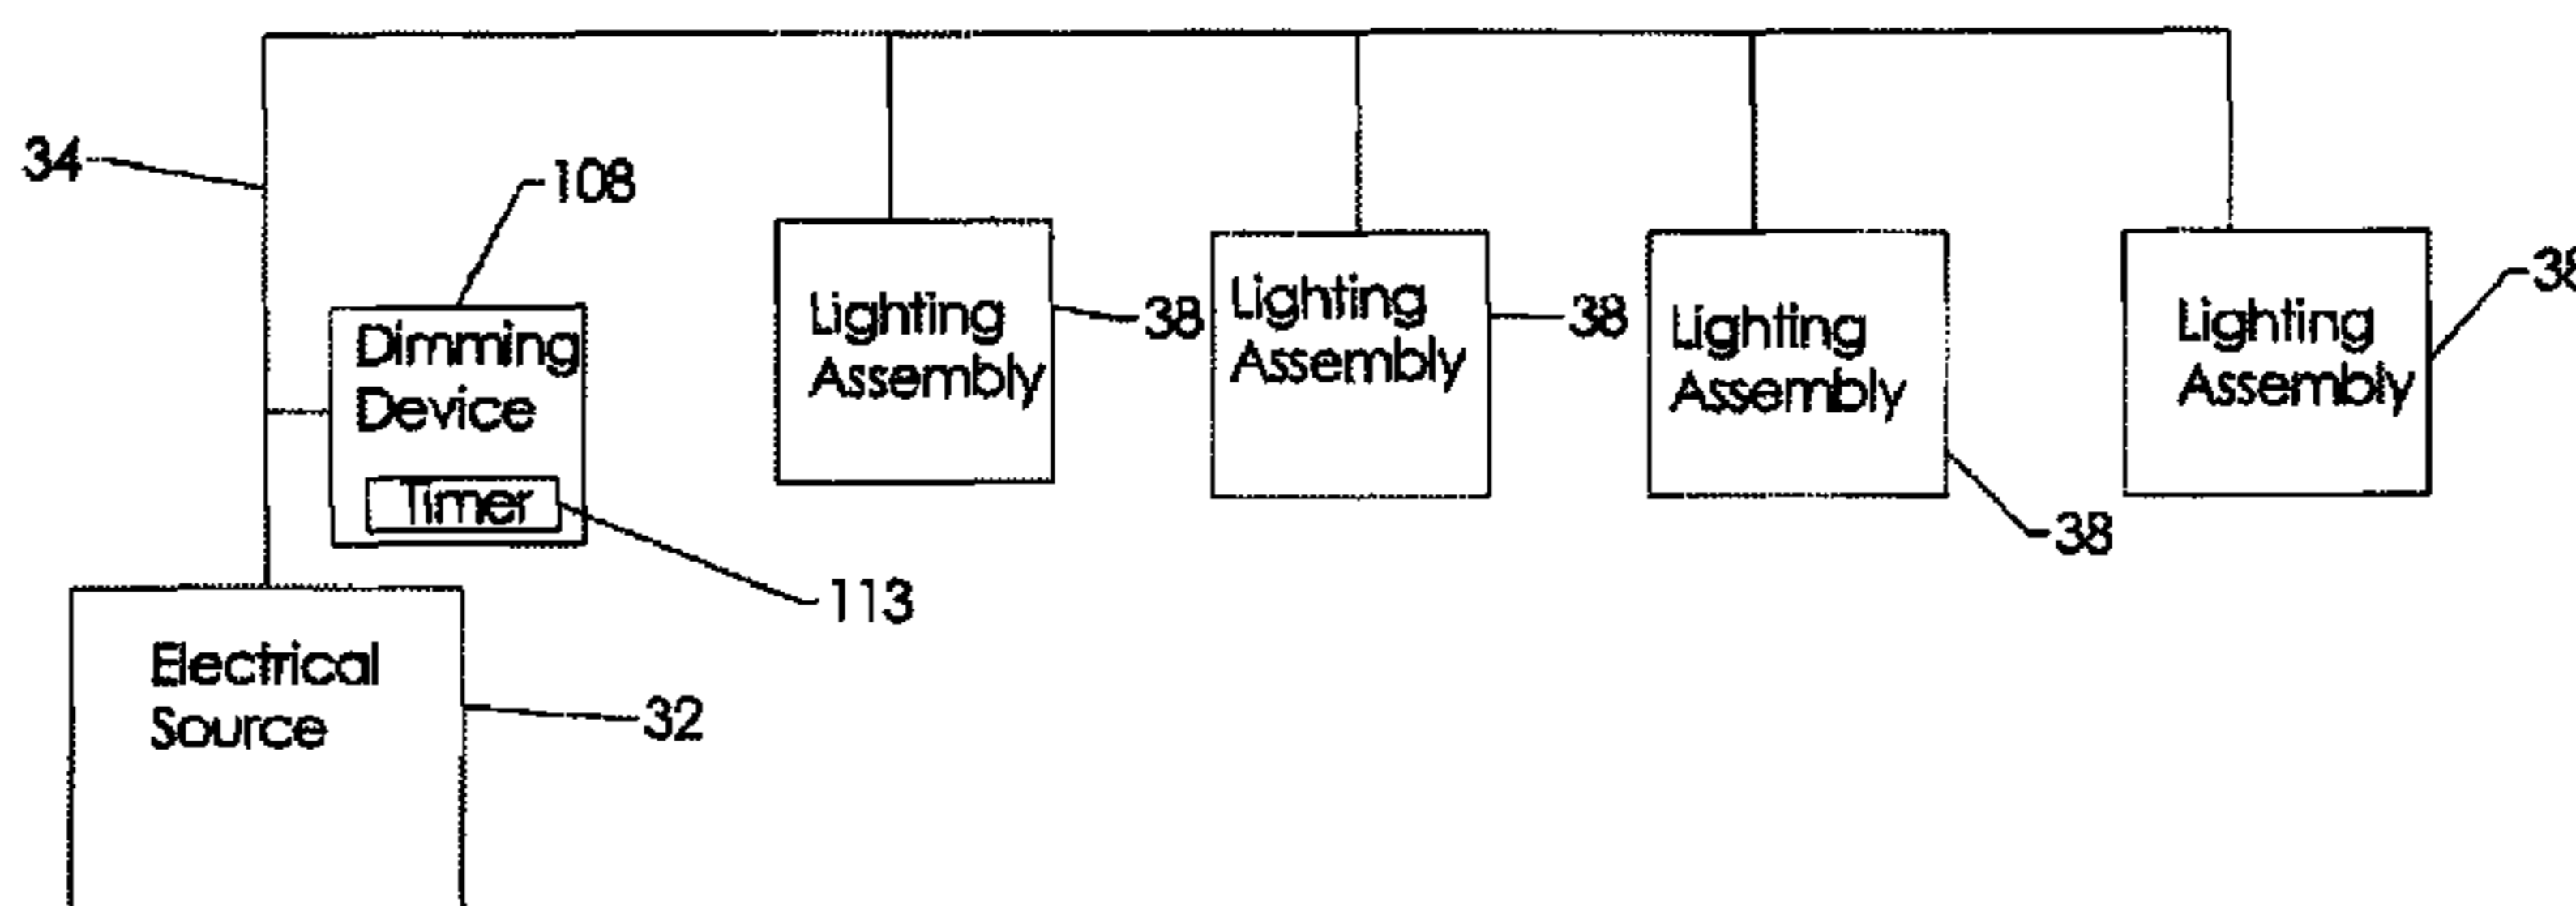 34
108
Dimming
Device
Timer
113
Lighting
Assembly
38
Lighting
Assembly
38
Lighting
Assembly
38
Lighting
Assembly
38
Electrical
Source
32